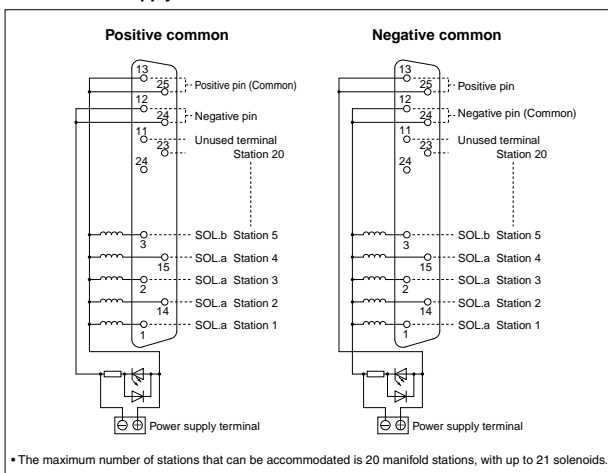 Positive common
13
25
Positive pin (Common)
12
24
Negative pin
11
Unused terminal
23
Station 20
24
SOL.b Station 5
3
SOL.a Station 4
15
SOL.a Station 3
2
SOL.a Station 2
14
SOL.a Station 1
1
Power supply terminal
Negative common
13
25
Positive pin
12
24
Negative pin (Common)
11
Unused terminal
23
Station 20
24
SOL.b Station 5
3
SOL.a Station 4
15
SOL.a Station 3
2
SOL.a Station 2
14
SOL.a Station 1
1
Power supply terminal
• The maximum number of stations that can be accommodated is 20 manifold stations, with up to 21 solenoids.